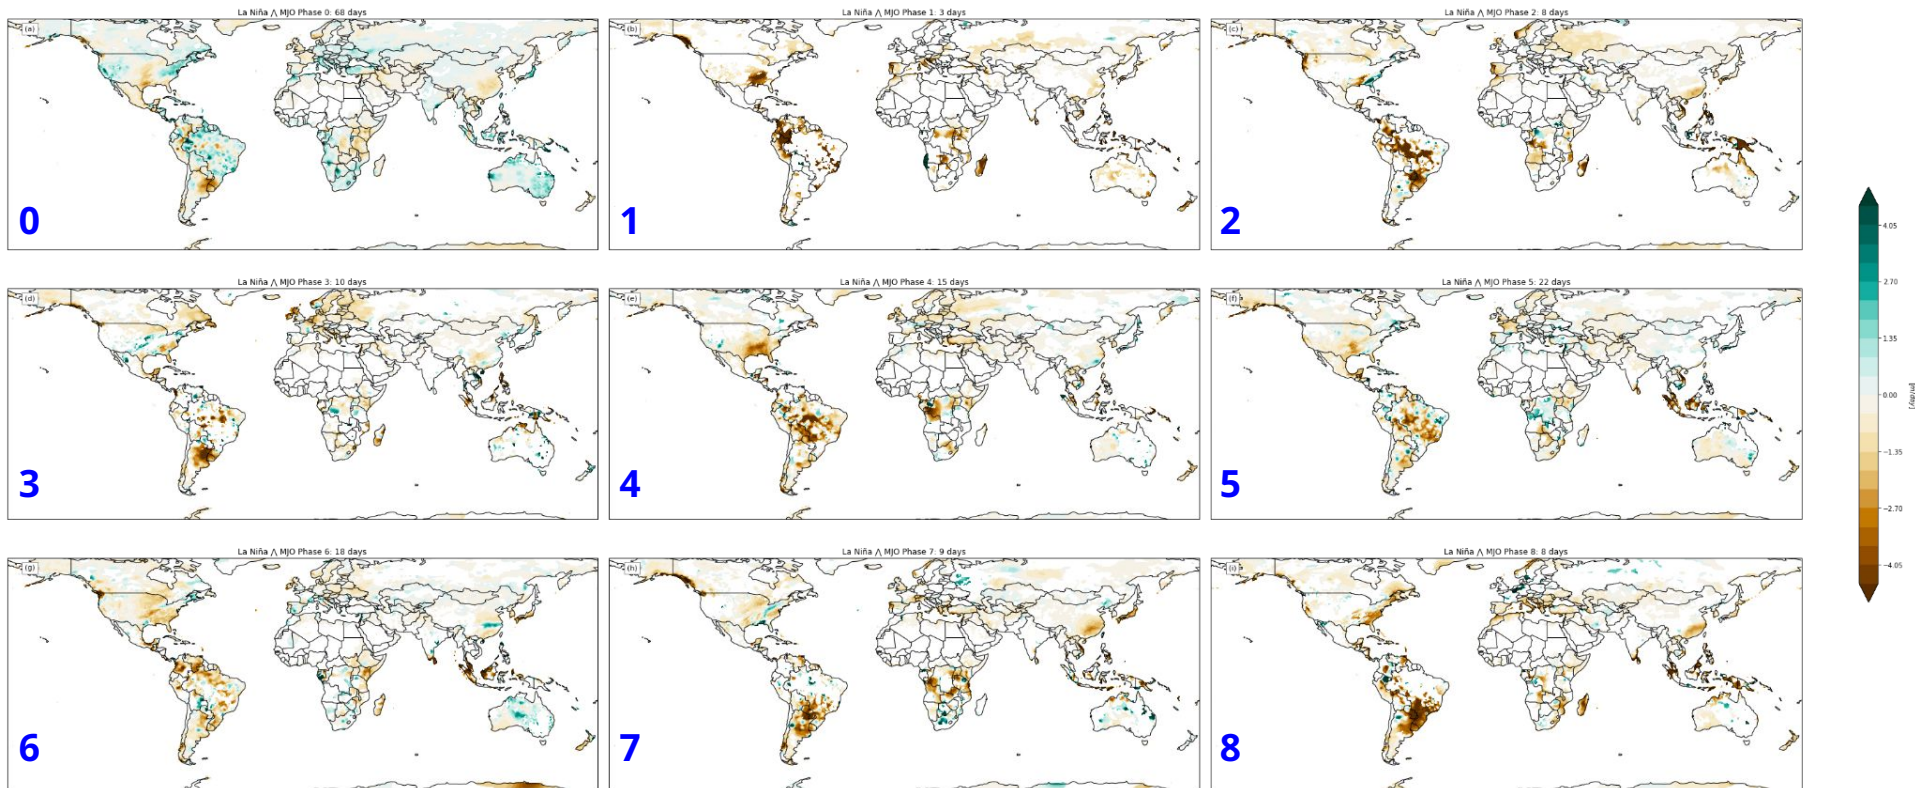 La Niña ⋀ MJO Phase 0: 68 days
(a)
0
La Niña ⋀ MJO Phase 1: 3 days
(b)
1
La Niña ⋀ MJO Phase 2: 8 days
(c)
2
La Niña ⋀ MJO Phase 3: 10 days
(d)
3
La Niña ⋀ MJO Phase 4: 15 days
(e)
4
La Niña ⋀ MJO Phase 5: 22 days
(f)
5
La Niña ⋀ MJO Phase 6: 18 days
(g)
6
La Niña ⋀ MJO Phase 7: 9 days
(h)
7
La Niña ⋀ MJO Phase 8: 8 days
(i)
8
4.05
2.70
1.35
0.00
−1.35
−2.70
−4.05